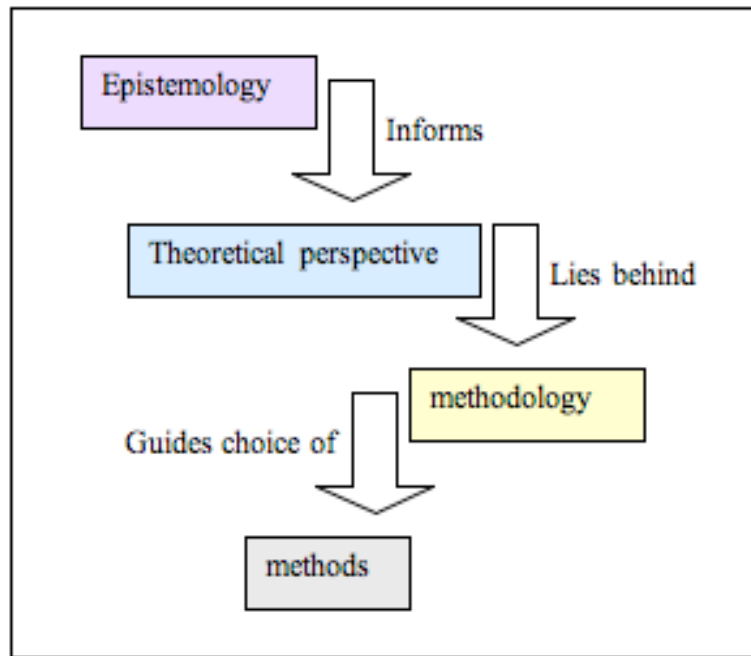 Epistemology
Informs
Theoretical perspective
Lies behind
methodology
Guides choice of
methods